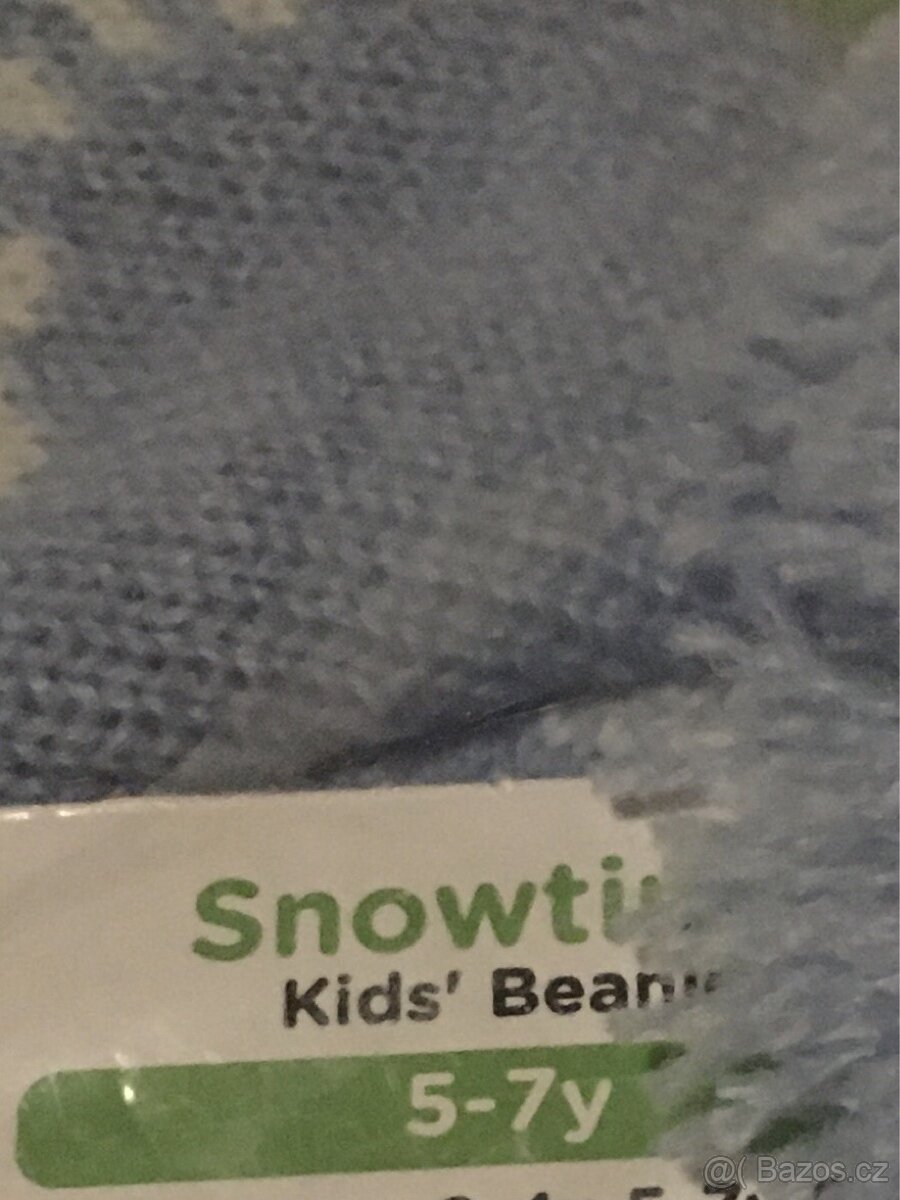 Snowti
Kids' Bean
5-7y
@( Bazos.cz